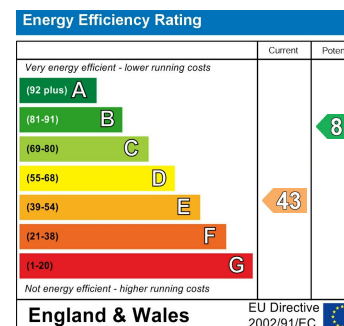 Energy Efficiency Rating
Current
Very energy efficient - lower running costs
(92 plus) A
(81-91) B
(69-80) C
(55-68) D
(39-54) E
43
(21-38) F
(1-20) G
Not energy efficient - higher running costs
England & Wales
EU Directive
2002/91/EC